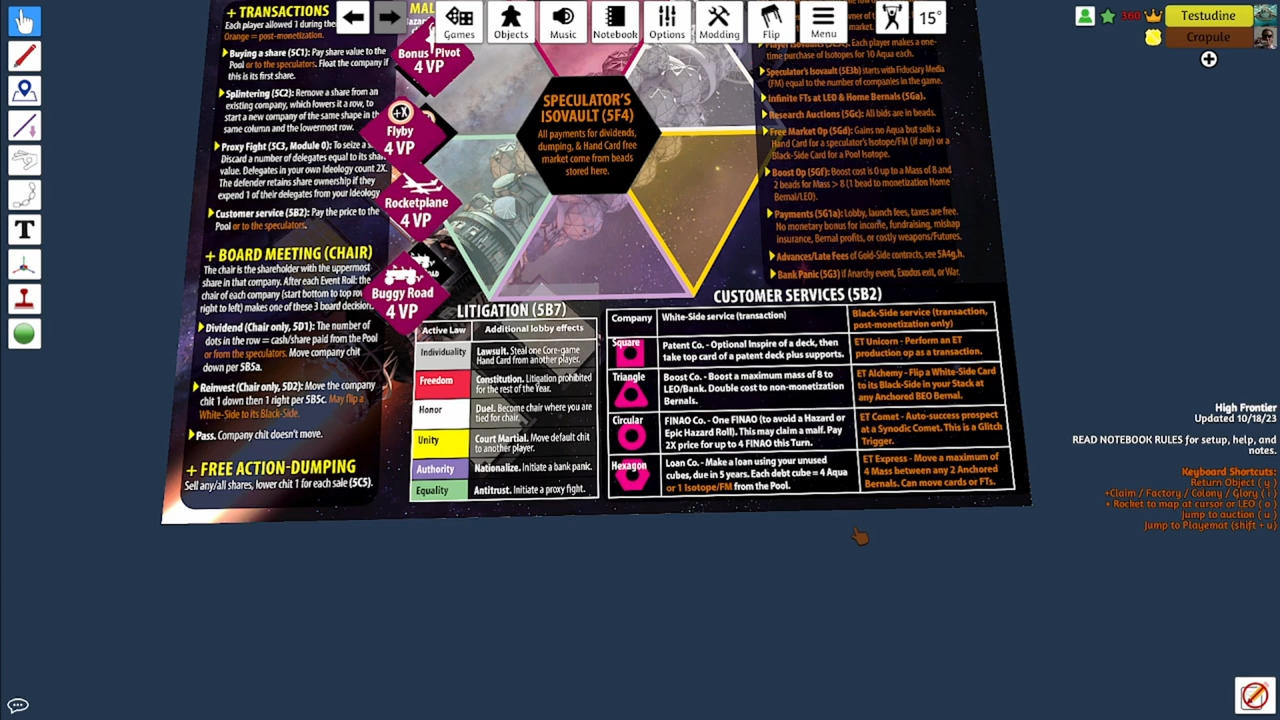 Games
Objects
Music
Notebook
Options
Modding
Flip
Menu
15°
360
Testudine
Crapule
+ TRANSACTIONS
Each player allowed 1 during the
Orange = post-monetization.
Buying a share (5C1): Pay share value to the
Pool or to the speculators. Float the company if
this is its first share.
Splintering (5C2): Remove a share from an
existing company, which lowers it a row, to
start a new company of the same shape in the
same column and the lowermost row.
Proxy Fight (5C3, Module 0): To seize a
Discard a number of delegates equal to its share
value. Delegates in your own Ideology count 2X.
The defender retains share ownership if they
expend 1 of their delegates from your Ideology
Customer service (5B2): Pay the price to the
Pool or to the speculators.
+ BOARD MEETING (CHAIR)
The chair is the shareholder with the uppermost
share in that company. After each Event Roll: the
chair of each company (start bottom to top row
right to left) makes one of these 3 board decisions
Dividend (Chair only, 5D1): The number of
dots in the row = cash/share paid from the Pool
or from the speculators. Move company chit
down per 5B5a.
Reinvest (Chair only, 5D2): Move the company
chit 1 down then 1 right per 5B5c. May flip a
White-Side to its Black-Side.
Pass. Company chit doesn't move.
+ FREE ACTION-DUMPING
Sell any/all shares, lower chit 1 for each sale (5C5).
Bonus Pivot
4 VP
+X
Flyby
4 VP
Rocketplane
4 VP
Buggy Road
4 VP
SPECULATOR'S
ISOVAULT (5F4)
All payments for dividends,
dumping, & Hand Card free
market come from beads
stored here.
Each player makes a one-
time purchase of Isotopes for 10 Aqua each.
Speculator's Isovault (5E3b) starts with Fiduciary Media
(FM) equal to the number of companies in the game.
Infinite FTs at LEO & Home Bernals (5Ga).
Research Auctions (5Gc): All bids are in beads.
Free Market Op (5Gd): Gains no Aqua but sells a
Hand Card for a speculator's Isotope/FM (if any) or a
Black-Side Card for a Pool Isotope.
Boost Op (5Gf): Boost cost is 0 up to a Mass of 8 and
2 beads for Mass > 8 (1 bead to monetization Home
Bernal/LEO).
Payments (5G1a): Lobby, launch fees, taxes are free.
No monetary bonus for income, fundraising, mishap
insurance, Bernal profits, or costly weapons/Futures.
Advances/Late Fees of Gold-Side contracts, see 5A4g,h.
Bank Panic (5G3) if Anarchy event, Exodus exit, or War.
LITIGATION (5B7)
Active Law Additional lobby effects
Individuality Lawsuit. Steal one Core-game
Hand Card from another player.
Freedom Constitution. Litigation prohibited
for the rest of the Year.
Honor Duel. Become chair where you are
tied for chair.
Unity Court Martial. Move default chit
to another player.
Authority Nationalize. Initiate a bank panic.
Equality Antitrust. Initiate a proxy fight.
CUSTOMER SERVICES (5B2)
Company White-Side service (transaction) Black-Side service (transaction,
post-monetization only)
Square Patent Co. - Optional Inspire of a deck, then
take top card of a patent deck plus supports. ET Unicorn - Perform an ET
production op as a transaction.
Triangle Boost Co. - Boost a maximum mass of 8 to
LEO/Bank. Double cost to non-monetization
Bernals. ET Alchemy - Flip a White-Side Card
to its Black-Side in your Stack at
any Anchored BEO Bernal.
Circular FINAO Co. - One FINAO (to avoid a Hazard or
Epic Hazard Roll). This may claim a malf. Pay
2X price for up to 4 FINAO this Turn. ET Comet - Auto-success prospect
at a Synodic Comet. This is a Glitch
Trigger.
Hexagon Loan Co. - Make a loan using your unused
cubes, due in 5 years. Each debt cube = 4 Aqua
or 1 Isotope/FM from the Pool. ET Express - Move a maximum of
4 Mass between any 2 Anchored
Bernals. Can move cards or FTs.
High Frontier
Updated 10/18/23
READ NOTEBOOK RULES for setup, help, and
notes.
Keyboard Shortcuts:
Return Object ( y )
+Claim / Factory / Colony / Glory ( i )
+ Rocket to map at cursor or LEO ( o )
Jump to auction ( u )
Jump to Playemat (shift + u)